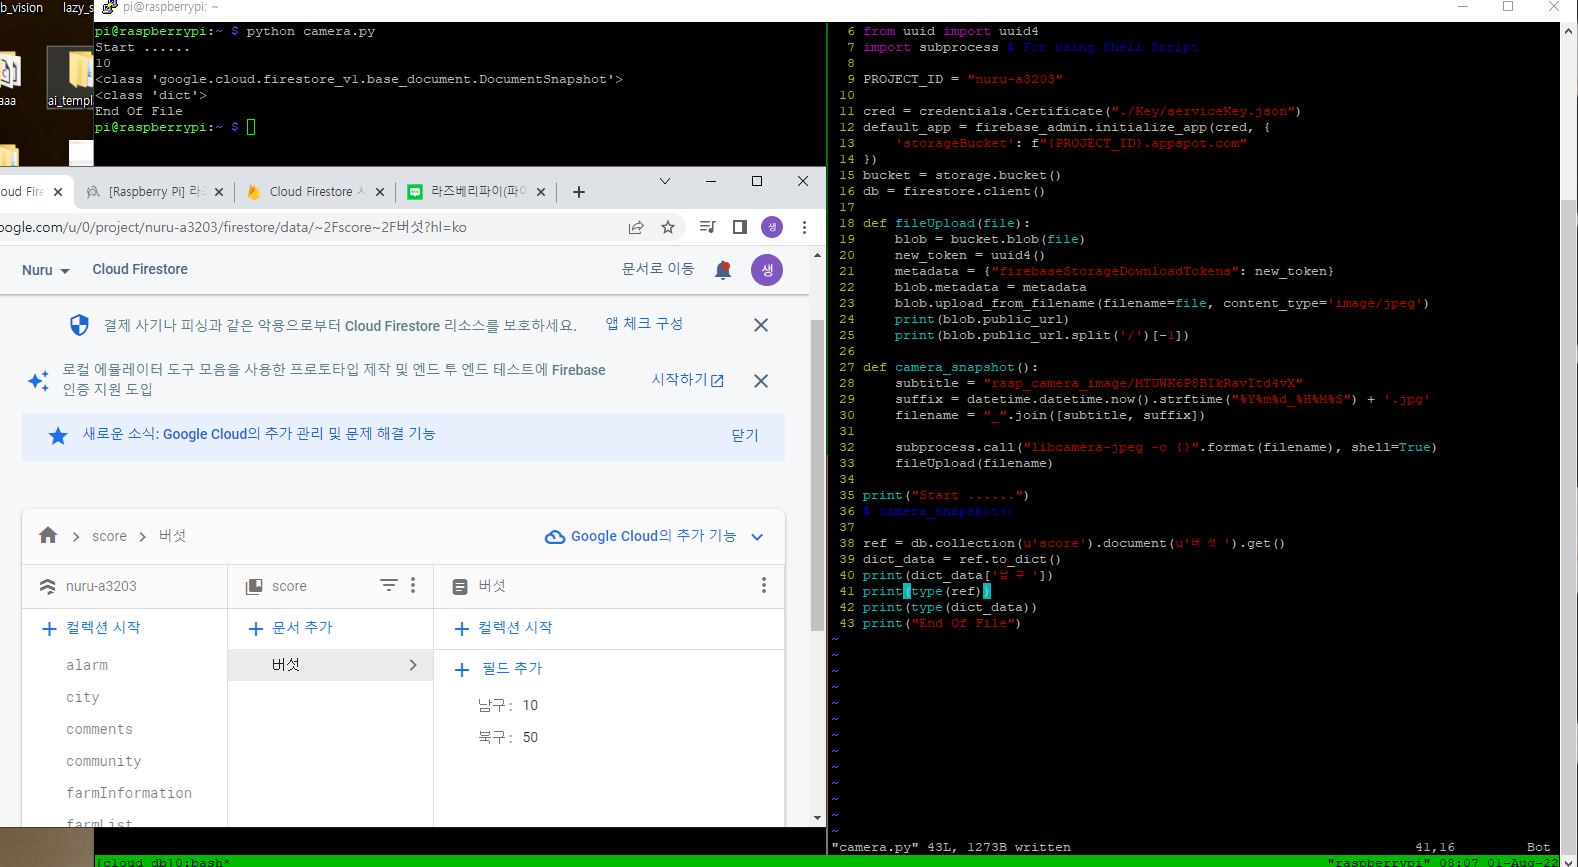 b_vision
lazy_s
pi@raspberrypi: ~
aaa
ai_templ
pi@raspberrypi:~ $ python camera.py
Start ......
10
<class 'google.cloud.firestore_v1.base_document.DocumentSnapshot'>
<class 'dict'>
End Of File
pi@raspberrypi:~ $
oud Fire
[Raspberry Pi] 라즈
Cloud Firestore 시
라즈베리파이(파이
oogle.com/u/0/project/nuru-a3203/firestore/data/~2Fscore~2F버섯?hl=ko
생
Nuru
Cloud Firestore
문서로 이동
생
결제 사기나 피싱과 같은 악용으로부터 Cloud Firestore 리소스를 보호하세요.
앱 체크 구성
로컬 에뮬레이터 도구 모음을 사용한 프로토타입 제작 및 엔드 투 엔드 테스트에 Firebase
인증 지원 도입
시작하기
새로운 소식: Google Cloud의 추가 관리 및 문제 해결 기능
닫기
score
버섯
Google Cloud의 추가 기능
nuru-a3203
score
버섯
컬렉션 시작
문서 추가
컬렉션 시작
alarm
버섯
필드 추가
city
남구: 10
comments
북구: 50
community
farmInformation
farmList
6 from uuid import uuid4
7 import subprocess # For using Shell Script
8
9 PROJECT_ID = "nuru-a3203"
10
11 cred = credentials.Certificate("./Key/serviceKey.json")
12 default_app = firebase_admin.initialize_app(cred, {
13     'storageBucket': f"{PROJECT_ID}.appspot.com"
14 })
15 bucket = storage.bucket()
16 db = firestore.client()
17
18 def fileUpload(file):
19     blob = bucket.blob(file)
20     new_token = uuid4()
21     metadata = {"firebaseStorageDownloadTokens": new_token}
22     blob.metadata = metadata
23     blob.upload_from_filename(filename=file, content_type='image/jpeg')
24     print(blob.public_url)
25     print(blob.public_url.split('/')[-1])
26
27 def camera_snapshot():
28     subtitle = "rasp_camera_image/MTUWK6P8BIkRavItd4vX"
29     suffix = datetime.datetime.now().strftime("%Y%m%d_%H%M%S") + '.jpg'
30     filename = "_".join([subtitle, suffix])
31
32     subprocess.call("libcamera-jpeg -o {}".format(filename), shell=True)
33     fileUpload(filename)
34
35 print("Start ......")
36 # camera_snapshot()
37
38 ref = db.collection(u'score').document(u'버섯').get()
39 dict_data = ref.to_dict()
40 print(dict_data['남구'])
41 print(type(ref))
42 print(type(dict_data))
43 print("End Of File")
~
~
~
~
~
~
~
~
~
~
~
~
~
"camera.py" 43L, 1273B written
41,16
Bot
[cloud_db]0:bash*
"raspberrypi" 08:07 01-Aug-22